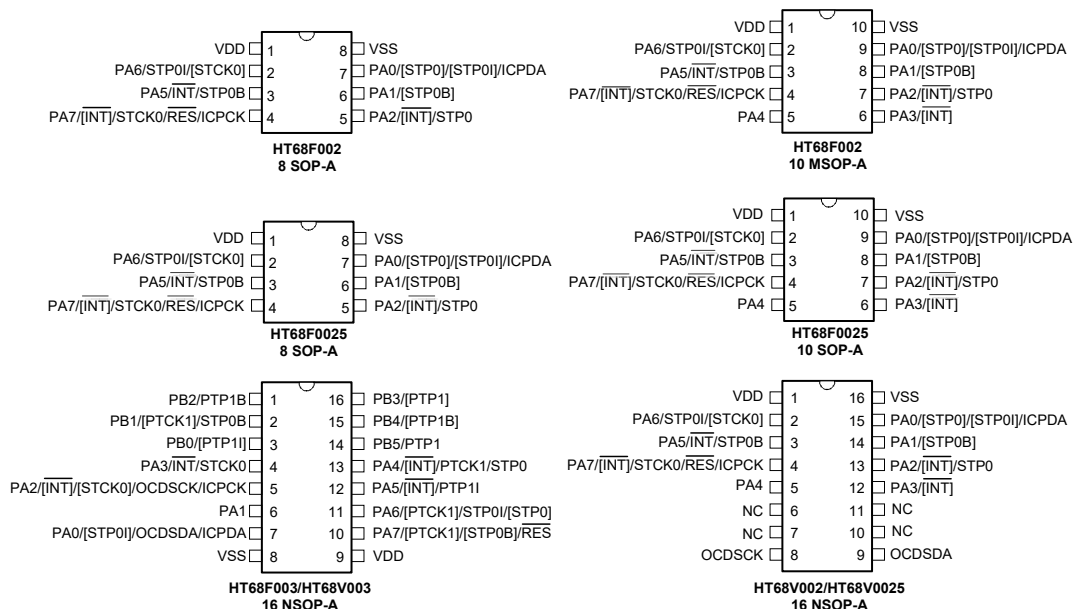 VDD 1 8 VSS
PA6/STP0I/[STCK0] 2 7 PA0/[STP0]/[STP0I]/ICPDA
PA5/INT/STP0B 3 6 PA1/[STP0B]
PA7/[INT]/STCK0/RES/ICPCK 4 5 PA2/[INT]/STP0
HT68F002
8 SOP-A
VDD 1 10 VSS
PA6/STP0I/[STCK0] 2 9 PA0/[STP0]/[STP0I]/ICPDA
PA5/INT/STP0B 3 8 PA1/[STP0B]
PA7/[INT]/STCK0/RES/ICPCK 4 7 PA2/[INT]/STP0
PA4 5 6 PA3/[INT]
HT68F002
10 MSOP-A
VDD 1 8 VSS
PA6/STP0I/[STCK0] 2 7 PA0/[STP0]/[STP0I]/ICPDA
PA5/INT/STP0B 3 6 PA1/[STP0B]
PA7/[INT]/STCK0/RES/ICPCK 4 5 PA2/[INT]/STP0
HT68F0025
8 SOP-A
VDD 1 10 VSS
PA6/STP0I/[STCK0] 2 9 PA0/[STP0]/[STP0I]/ICPDA
PA5/INT/STP0B 3 8 PA1/[STP0B]
PA7/[INT]/STCK0/RES/ICPCK 4 7 PA2/[INT]/STP0
PA4 5 6 PA3/[INT]
HT68F0025
10 SOP-A
PB2/PTP1B 1 16 PB3/[PTP1]
PB1/[PTCK1]/STP0B 2 15 PB4/[PTP1B]
PB0/[PTP1I] 3 14 PB5/PTP1
PA3/INT/STCK0 4 13 PA4/[INT]/PTCK1/STP0
PA2/[INT]/[STCK0]/OCDSCK/ICPCK 5 12 PA5/[INT]/PTP1I
PA1 6 11 PA6/[PTCK1]/STP0I/[STP0]
PA0/[STP0I]/OCDSDA/ICPDA 7 10 PA7/[PTCK1]/[STP0B]/RES
VSS 8 9 VDD
HT68F003/HT68V003
16 NSOP-A
VDD 1 16 VSS
PA6/STP0I/[STCK0] 2 15 PA0/[STP0]/[STP0I]/ICPDA
PA5/INT/STP0B 3 14 PA1/[STP0B]
PA7/[INT]/STCK0/RES/ICPCK 4 13 PA2/[INT]/STP0
PA4 5 12 PA3/[INT]
NC 6 11 NC
NC 7 10 NC
OCDSCK 8 9 OCDSDA
HT68V002/HT68V0025
16 NSOP-A